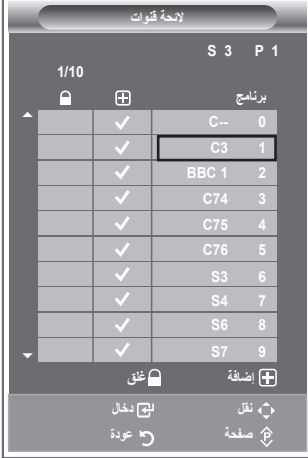 لائحة قنوات
S 3 P 1
1/10
برنامج
0 C--
1 C3
2 BBC 1
3 C74
4 C75
5 C76
6 S3
7 S4
8 S6
9 S7
إضافة غلق
نقل دخال
صفحة عودة